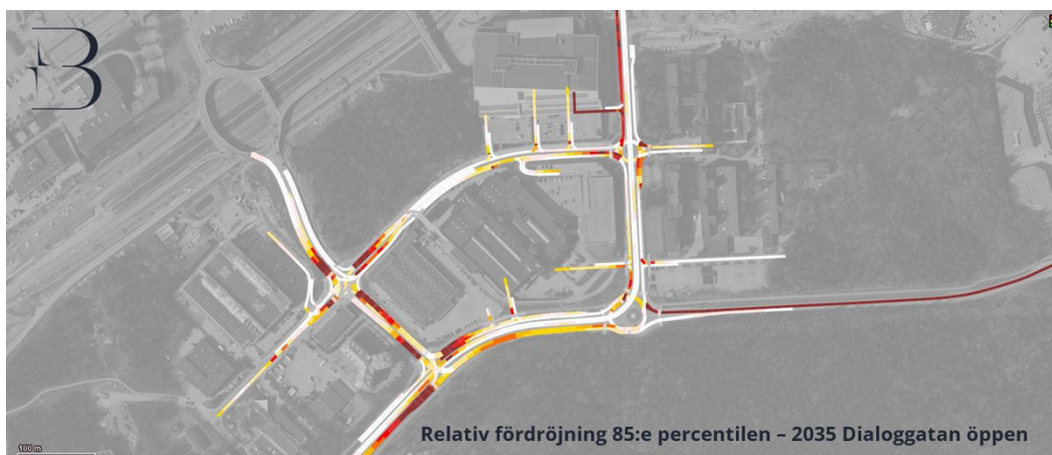 B
Relativ fördröjning 85:e percentilen – 2035 Dialoggatan öppen
100 m